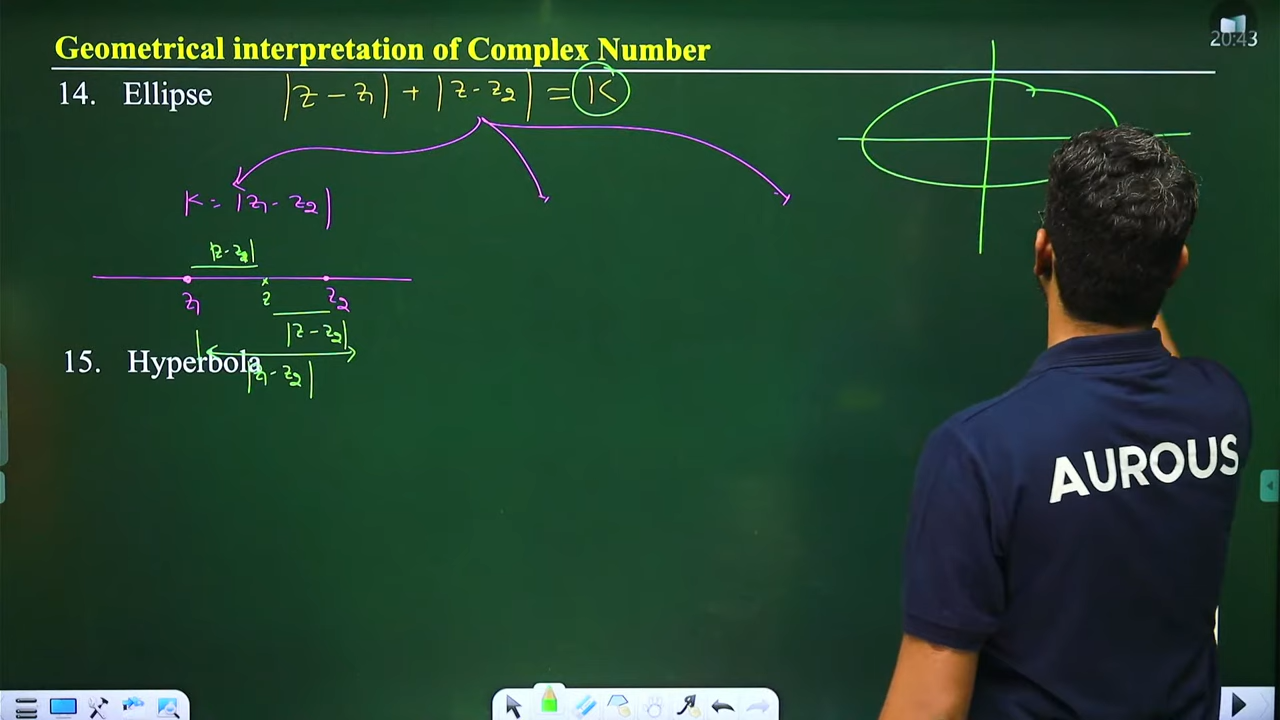 20:43
Geometrical interpretation of Complex Number
14. Ellipse |z - z₁| + |z - z₂| = K
K = |z₁ - z₂|
z₁ z z₂
|z - z₂|
15. Hyperbola
|z₁ - z₂|
AUROUS